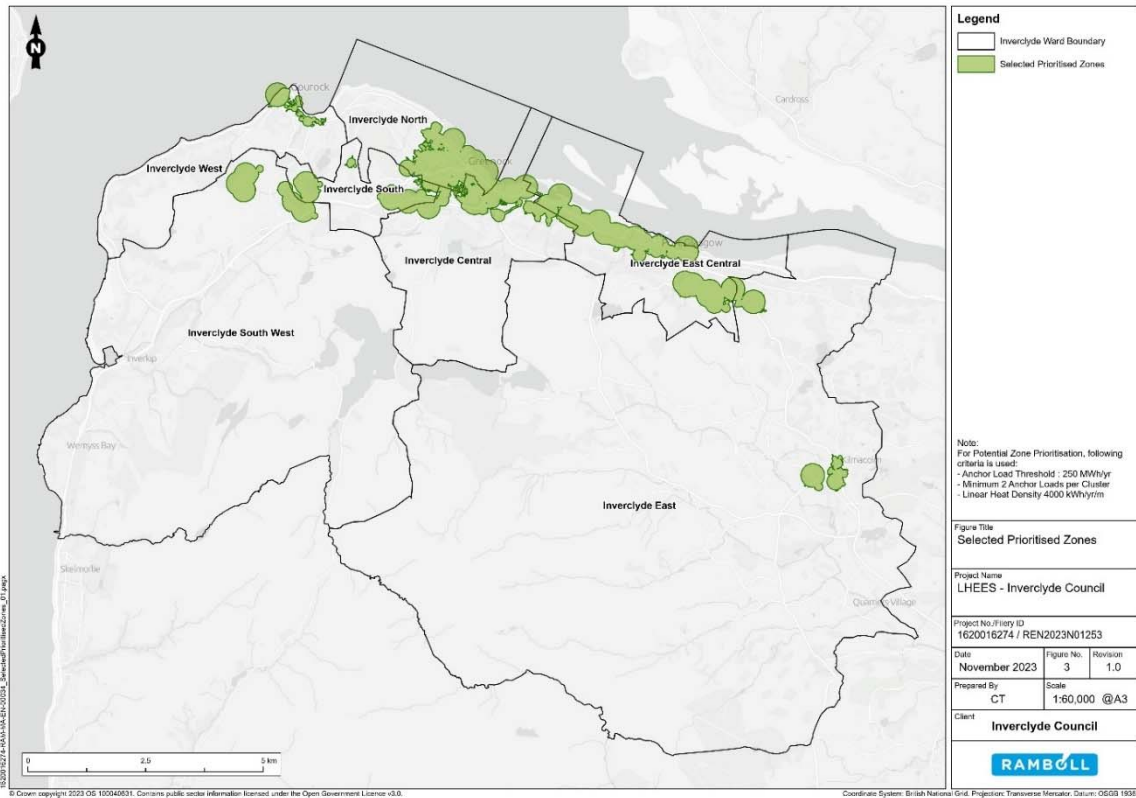 N
Gourock
Cardross
Inverclyde North
Greenock
Inverclyde West
Inverclyde South
Inverclyde Central
Inverclyde East Central
Inverclyde South West
Inverkip
Wemyss Bay
Kilmacolm
Inverclyde East
Skelmorlie
Quarriers Village
0 2.5 5 km
Legend
Inverclyde Ward Boundary
Selected Prioritised Zones
Note:
For Potential Zone Prioritisation, following
criteria is used:
- Anchor Load Threshold : 250 MWh/yr
- Minimum 2 Anchor Loads per Cluster
- Linear Heat Density 4000 kWh/yr/m
Figure Title
Selected Prioritised Zones
Project Name
LHEES - Inverclyde Council
Project No./Filery ID
1620016274 / REN2023N01253
Date Figure No. Revision
November 2023 3 1.0
Prepared By Scale
CT 1:60,000 @A3
Client
Inverclyde Council
RAMBOLL
© Crown copyright 2023 OS 100040831. Contains public sector information licensed under the Open Government Licence v3.0.
Coordinate System: British National Grid. Projection: Transverse Mercator. Datum: OSGB 1936